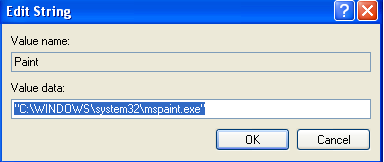 Edit String
?
Value name:
Paint
Value data:
"C:\WINDOWS\system32\mspaint.exe"
OK Cancel